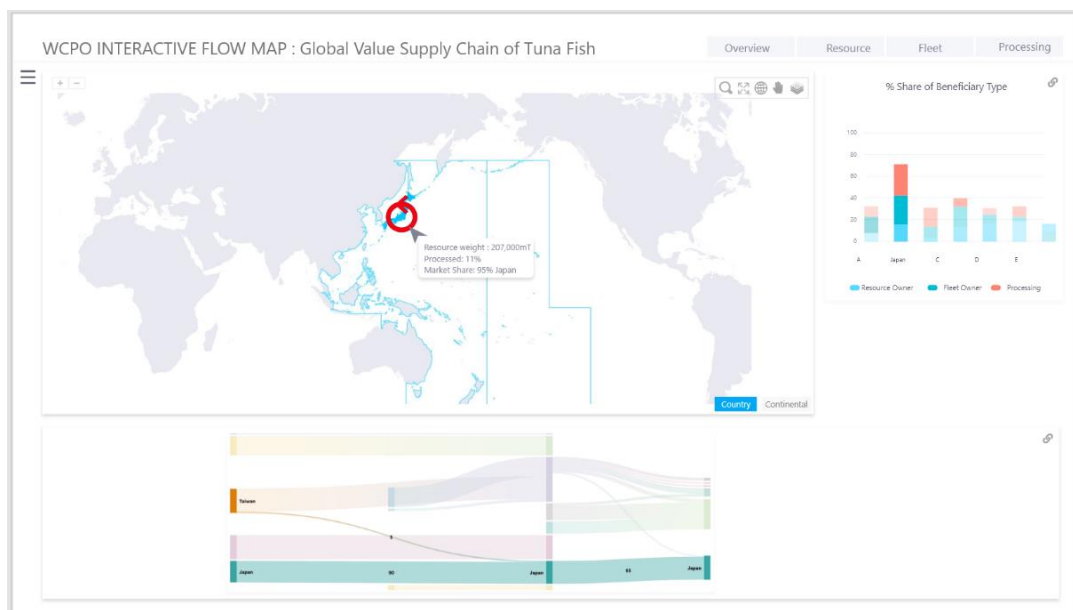 WCPO INTERACTIVE FLOW MAP : Global Value Supply Chain of Tuna Fish
Overview
Resource
Fleet
Processing
+ −
Resource weight : 207,000mT
Processed: 11%
Market Share: 95% Japan
Country
Continental
% Share of Beneficiary Type
100
80
60
40
20
0
A
Japan
C
D
E
Resource Owner
Fleet Owner
Processing
Taiwan
Japan
Japan
Japan